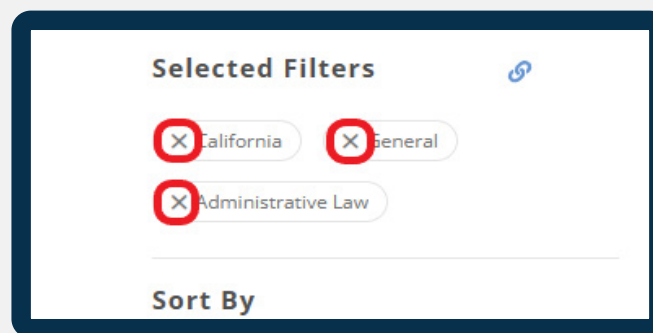 Selected Filters
California General
Administrative Law
Sort By